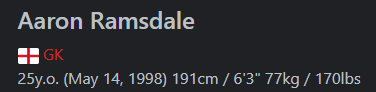 Aaron Ramsdale
GK
25y.o. (May 14, 1998) 191cm / 6'3" 77kg / 170lbs